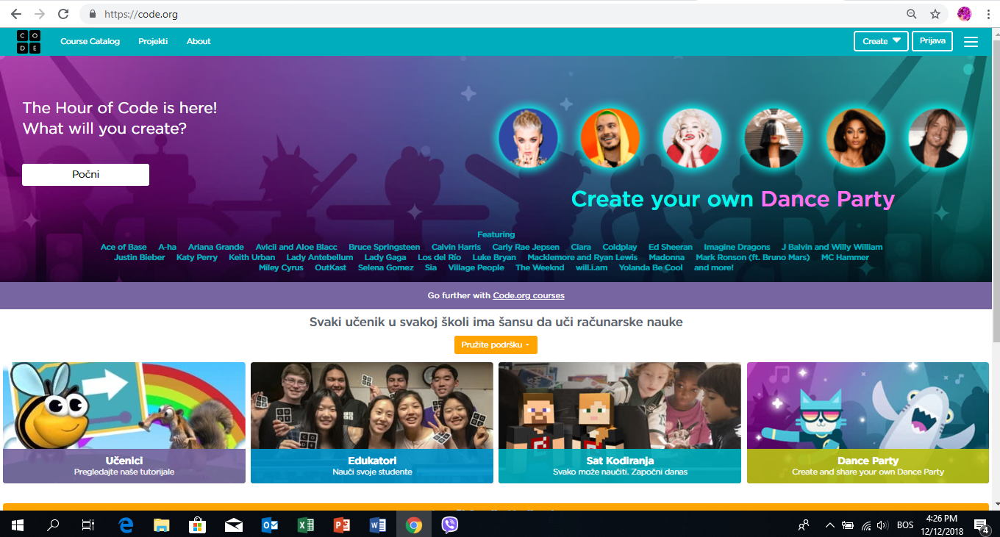 https://code.org
CODE
Course Catalog Projekti About Create Prijava
The Hour of Code is here!
What will you create?
Počni
Create your own Dance Party
Featuring
Ace of Base A-ha Ariana Grande Avicii and Aloe Blacc Bruce Springsteen Calvin Harris Carly Rae Jepsen Ciara Coldplay Ed Sheeran Imagine Dragons J Balvin and Willy William
Justin Bieber Katy Perry Keith Urban Lady Antebellum Lady Gaga Los del Río Luke Bryan Macklemore and Ryan Lewis Madonna Mark Ronson (ft. Bruno Mars) MC Hammer
Miley Cyrus OutKast Selena Gomez Sia Village People The Weeknd will.i.am Yolanda Be Cool and more!
Go further with Code.org courses
Svaki učenik u svakoj školi ima šansu da uči računarske nauke
Pružite podršku
Učenici
Pregledajte naše tutorijale
Edukatori
Nauči svoje studente
Sat Kodiranja
Svako može naučiti. Započni danas
Dance Party
Create and share your own Dance Party
BOS
4:26 PM
12/12/2018
4